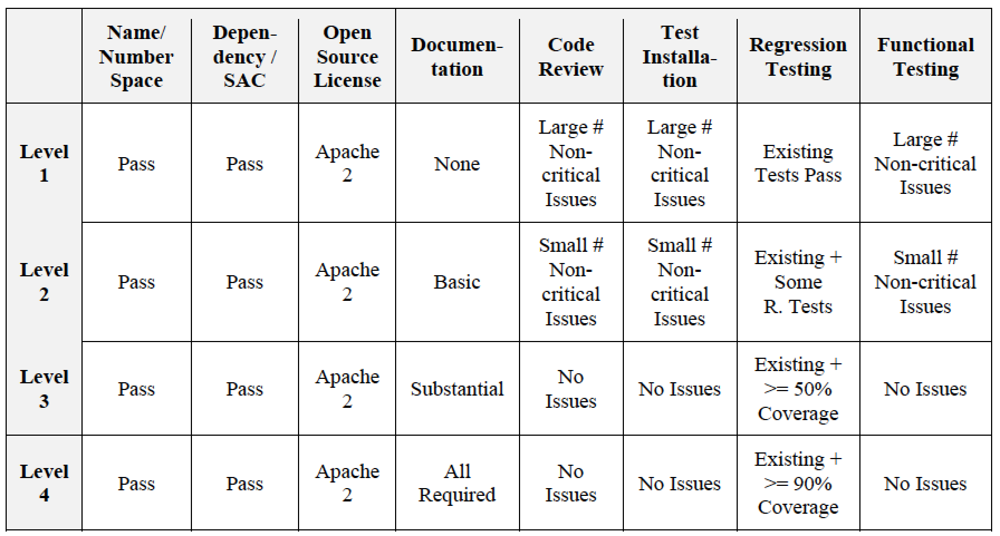 Name/
Number
Space
Depen-
dency /
SAC
Open
Source
License
Documen-
tation
Code
Review
Test
Installa-
tion
Regression
Testing
Functional
Testing
Level
1
Pass
Pass
Apache
2
None
Large #
Non-
critical
Issues
Large #
Non-
critical
Issues
Existing
Tests Pass
Large #
Non-critical
Issues
Level
2
Pass
Pass
Apache
2
Basic
Small #
Non-
critical
Issues
Small #
Non-
critical
Issues
Existing +
Some
R. Tests
Small #
Non-critical
Issues
Level
3
Pass
Pass
Apache
2
Substantial
No
Issues
No Issues
Existing +
>= 50%
Coverage
No Issues
Level
4
Pass
Pass
Apache
2
All
Required
No
Issues
No Issues
Existing +
>= 90%
Coverage
No Issues